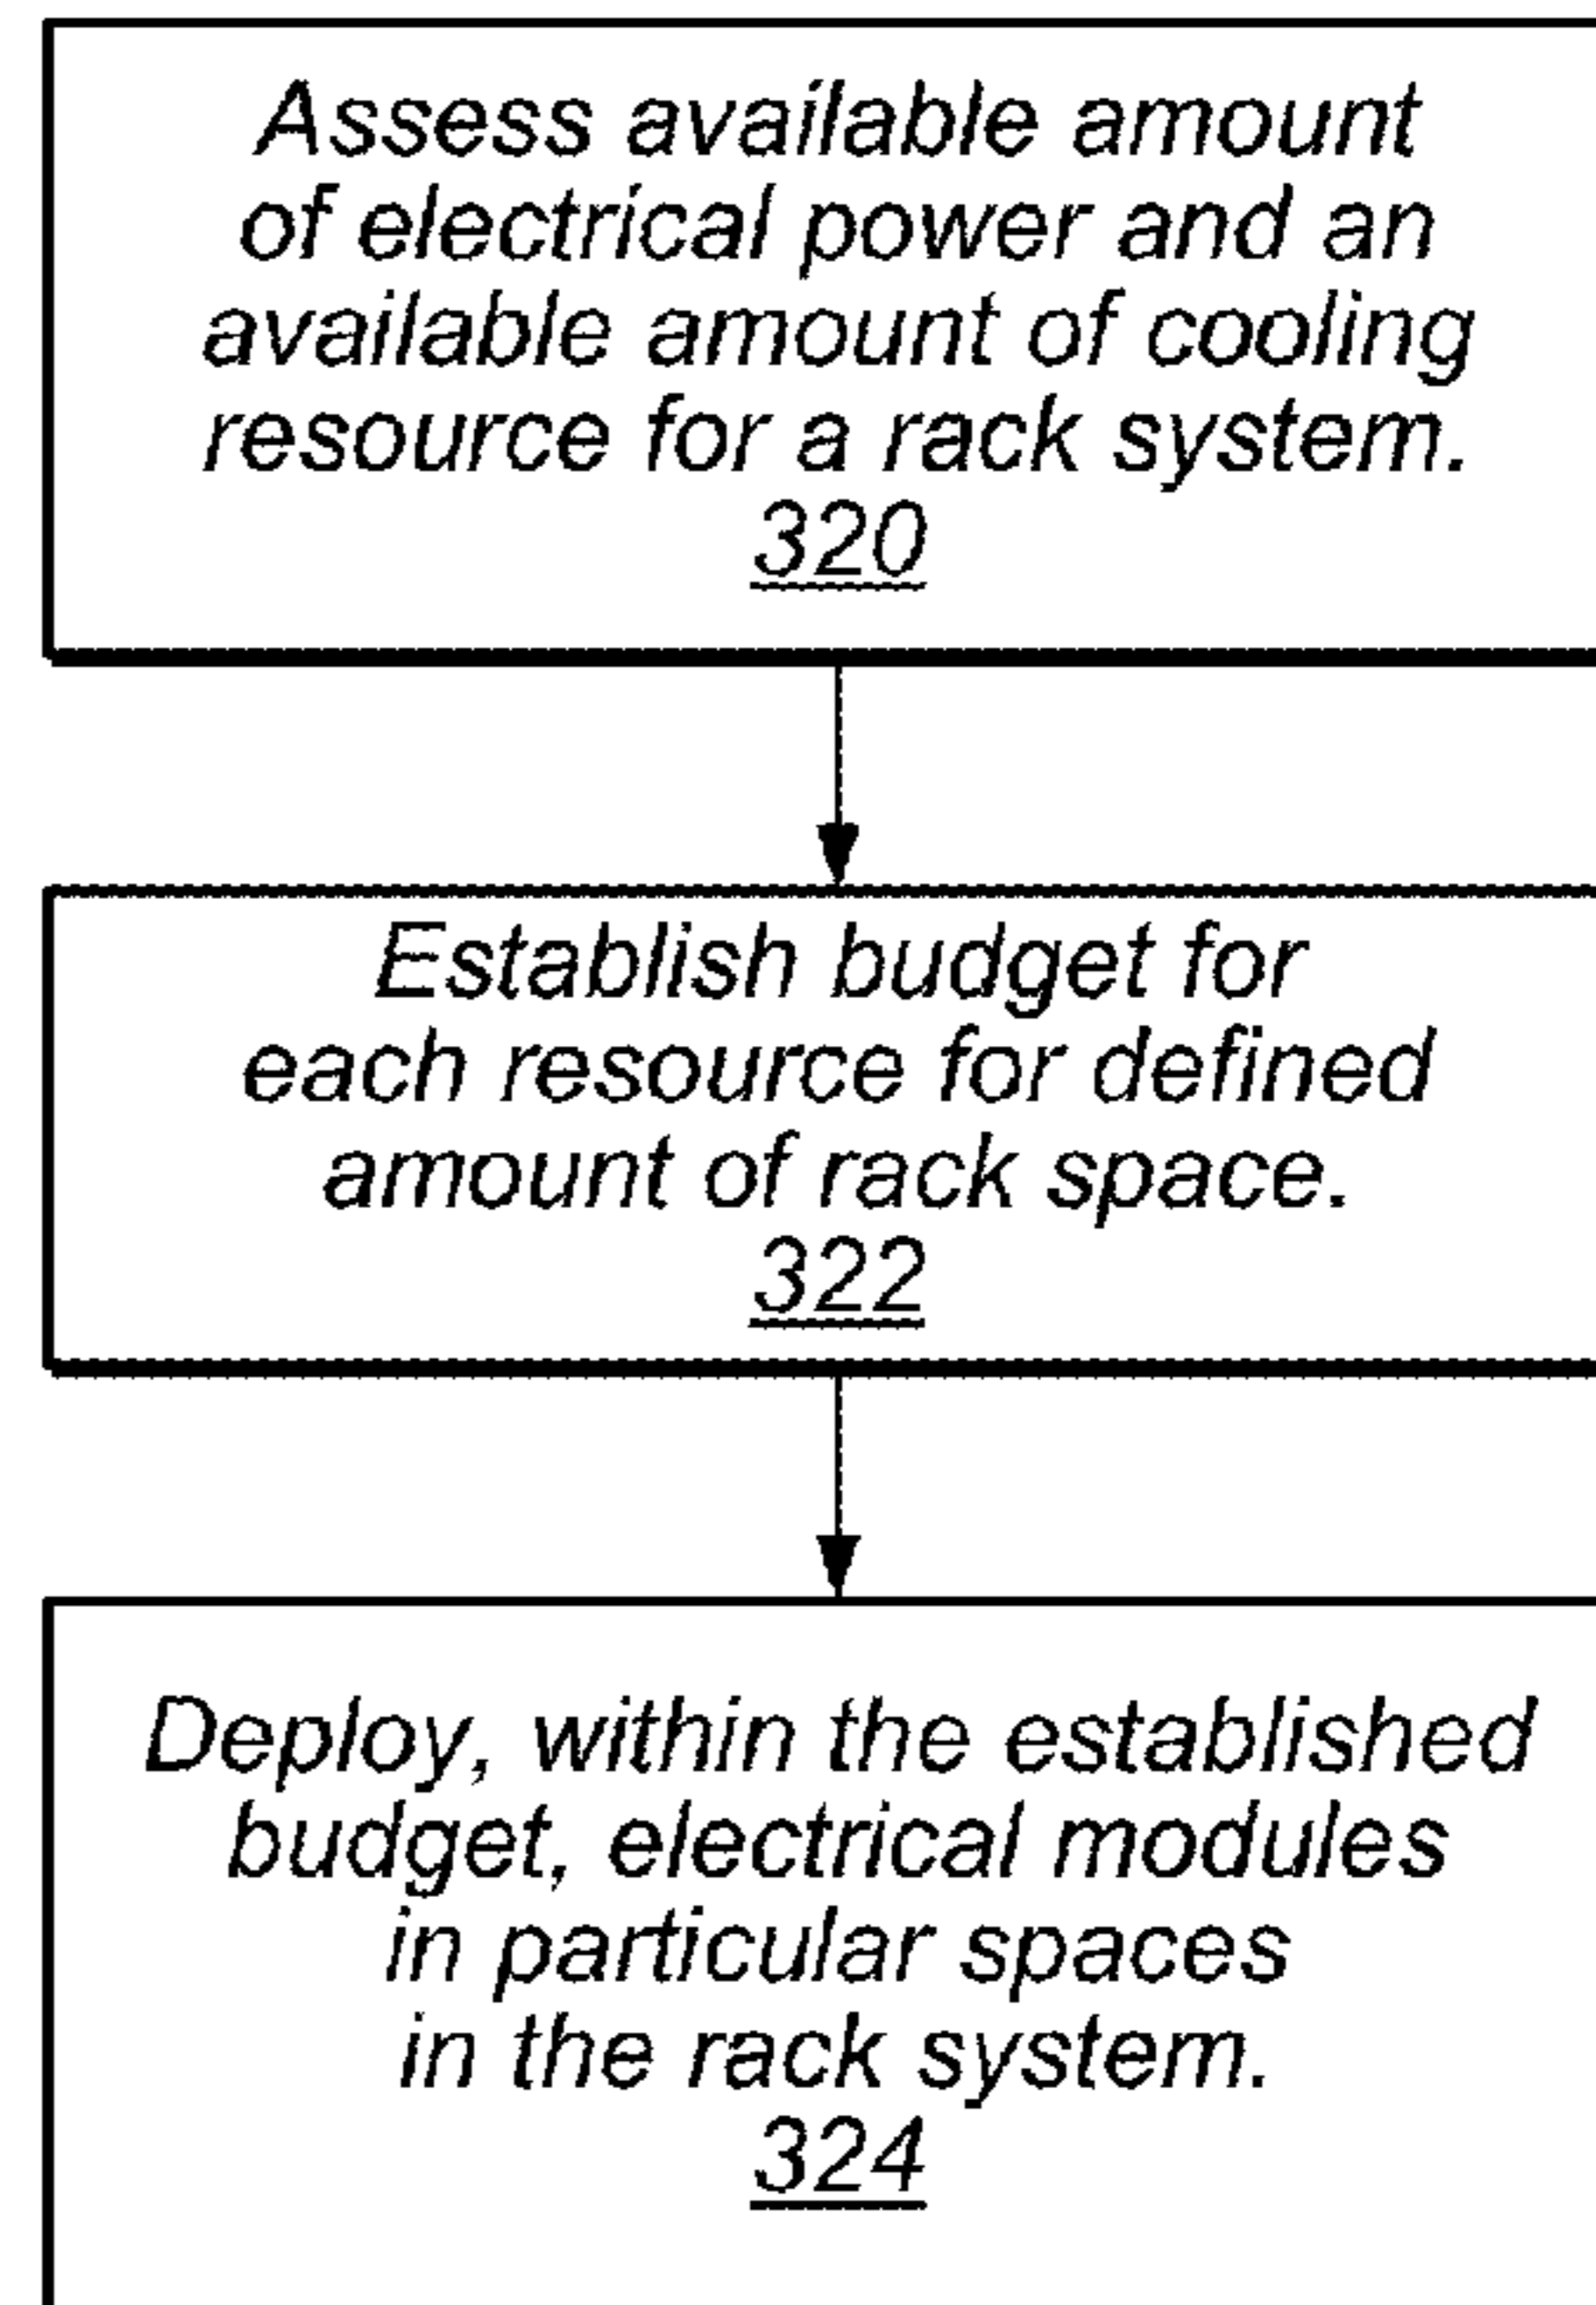 Assess available amount
of electrical power and an
available amount of cooling
resource for a rack system.
320
Establish budget for
each resource for defined
amount of rack space.
322
Deploy, within the established
budget, electrical modules
in particular spaces
in the rack system.
324